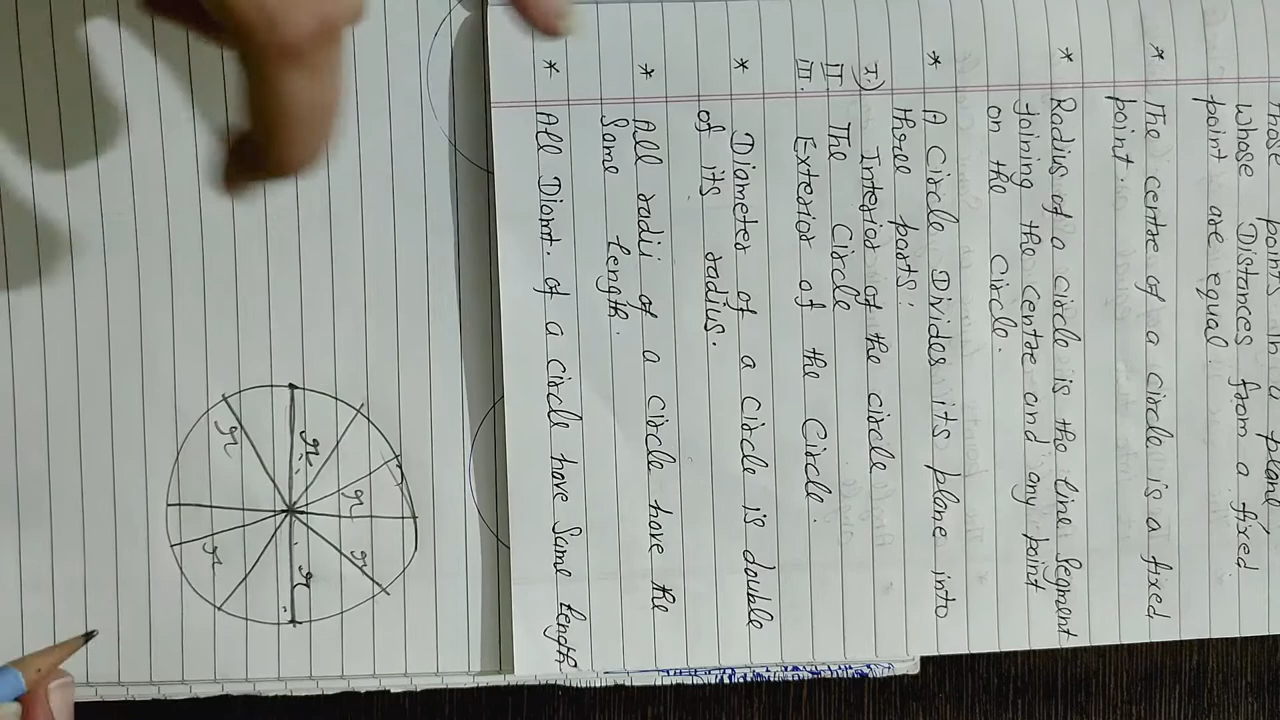 those points in a plane
whose Distances from a fixed
point are equal.
* The centre of a circle is a fixed
point.
* Radius of a circle is the line Segment
Joining the centre and any point
on the Circle.
* A Circle Divides its plane into
three parts:
I.) Interior of the circle
II. The Circle
III. Exterior of the Circle.
* Diameter of a circle is double
of its radius.
* All radii of a circle have the
Same length.
* All Diamt. of a circle have Same length
r
r
r
r
r
r